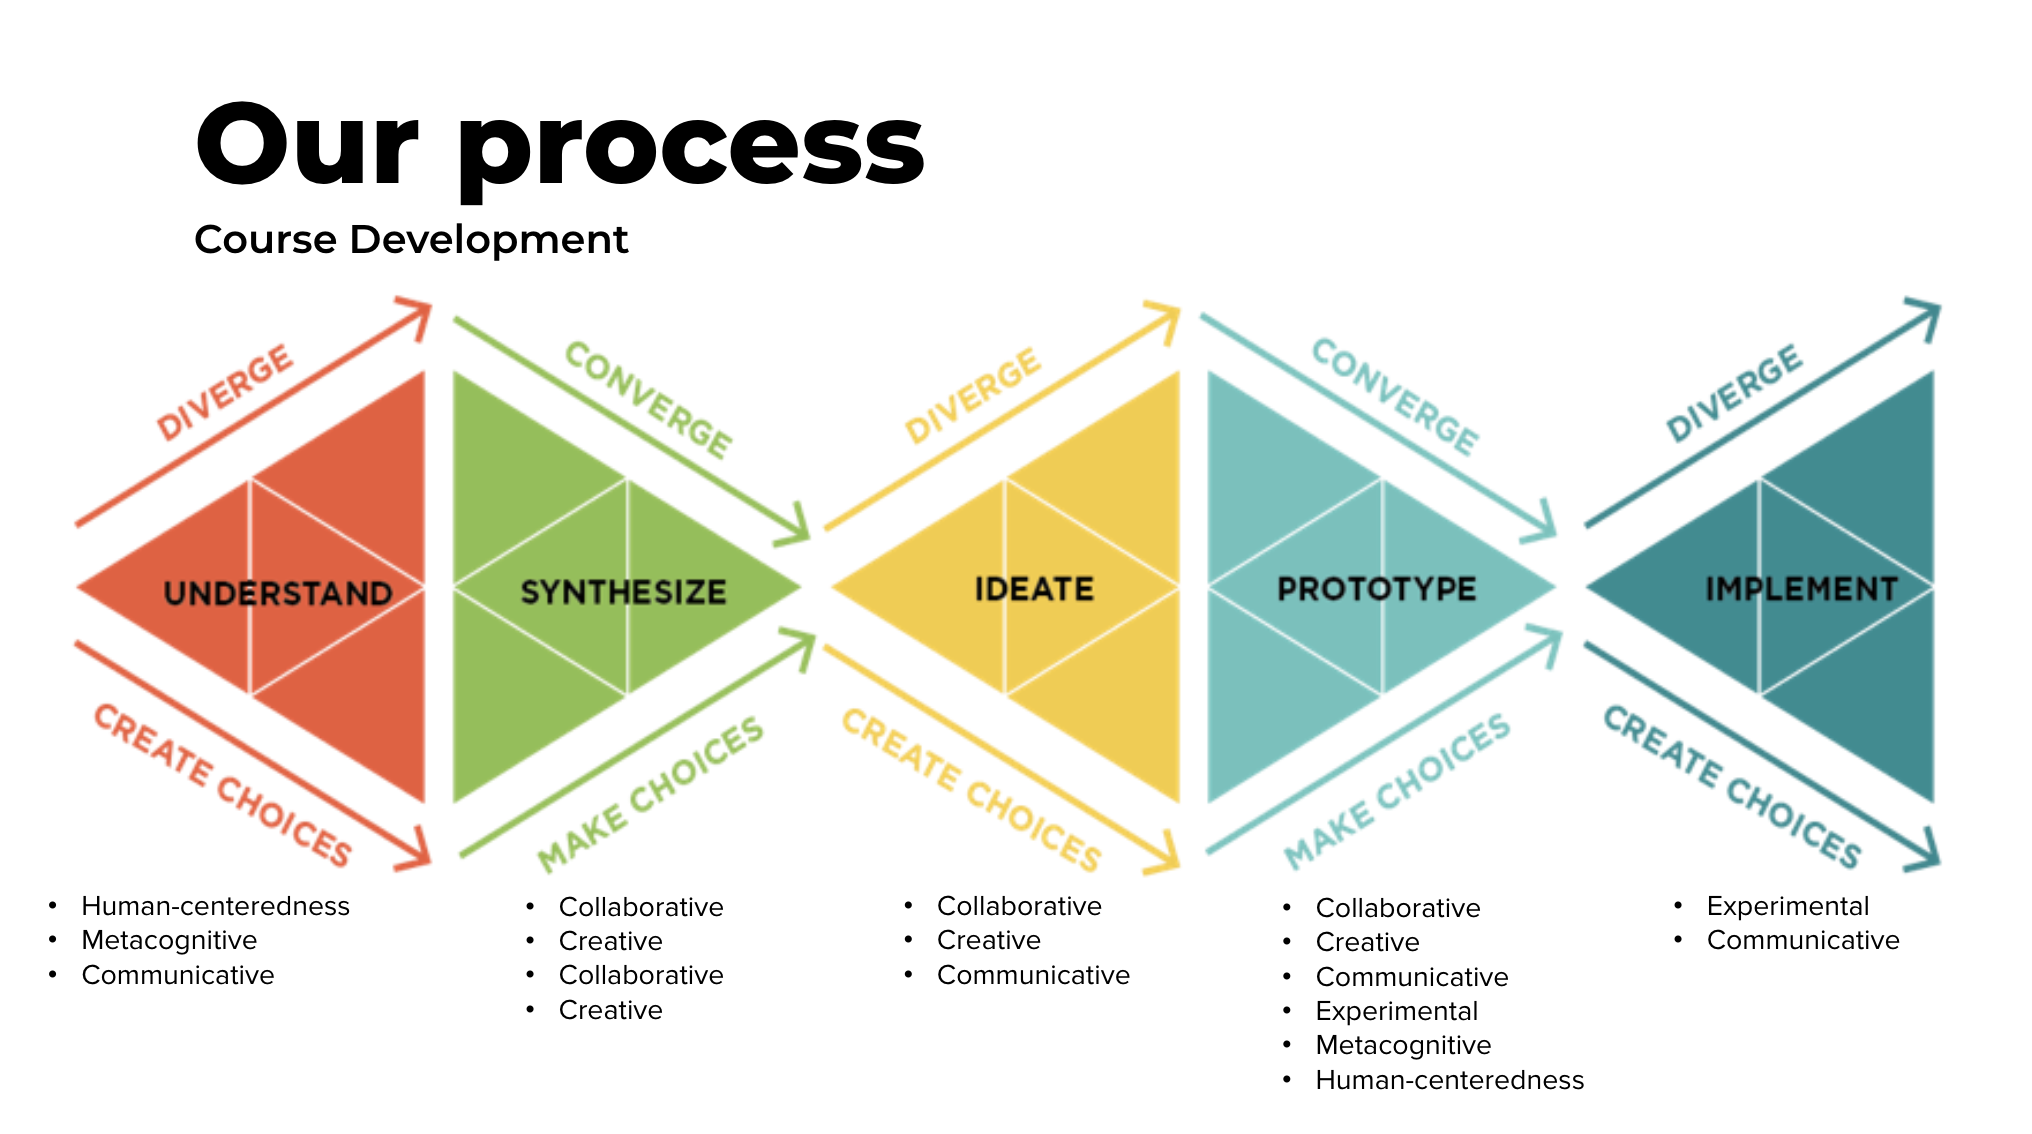 Our process
Course Development
DIVERGE
UNDERSTAND
CREATE CHOICES
• Human-centeredness
• Metacognitive
• Communicative
CONVERGE
SYNTHESIZE
MAKE CHOICES
• Collaborative
• Creative
• Collaborative
• Creative
DIVERGE
IDEATE
CREATE CHOICES
• Collaborative
• Creative
• Communicative
CONVERGE
PROTOTYPE
MAKE CHOICES
• Collaborative
• Creative
• Communicative
• Experimental
• Metacognitive
• Human-centeredness
DIVERGE
IMPLEMENT
CREATE CHOICES
• Experimental
• Communicative